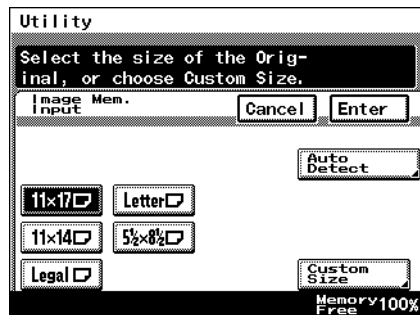 Utility
Select the size of the Orig-
inal, or choose Custom Size.
Image Mem.
Input
Cancel
Enter
Auto
Detect
11×17
Letter
11×14
5½×8½
Legal
Custom
Size
Memory
Free 100%